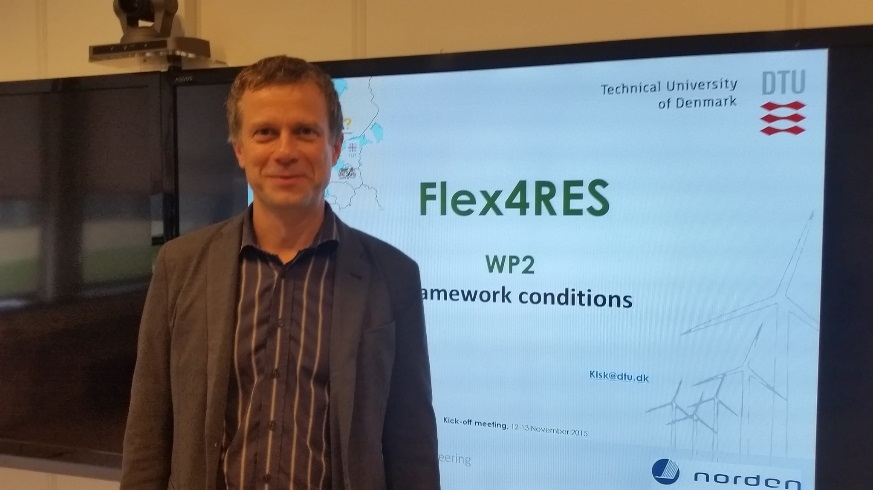 Technical University
of Denmark
DTU
Flex4RES
WP2
amework conditions
Klsk@dtu.dk
Kick-off meeting, 12-13 November 2015
eering
norden